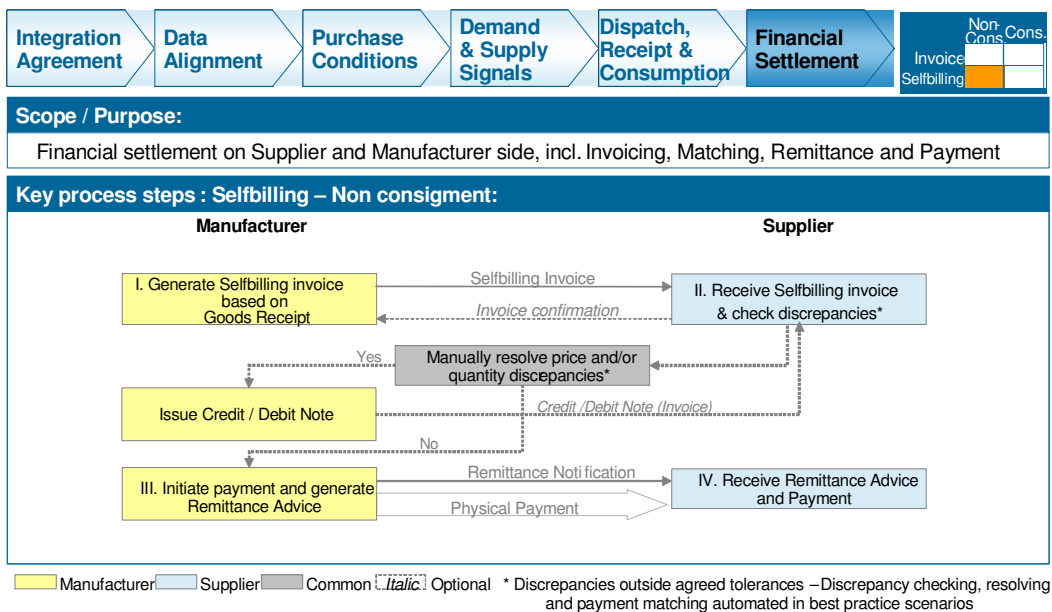 Integration
Agreement
Data
Alignment
Purchase
Conditions
Demand
& Supply
Signals
Dispatch,
Receipt &
Consumption
Financial
Settlement
Non-
Cons.
Cons.
Invoice
Selfbilling
Scope / Purpose:
Financial settlement on Supplier and Manufacturer side, incl. Invoicing, Matching, Remittance and Payment
Key process steps : Selfbilling – Non consigment:
Manufacturer
Supplier
I. Generate Selfbilling invoice
based on
Goods Receipt
Selfbilling Invoice
Invoice confirmation
II. Receive Selfbilling invoice
& check discrepancies*
Yes
Manually resolve price and/or
quantity discrepancies*
Issue Credit / Debit Note
Credit /Debit Note (Invoice)
No
III. Initiate payment and generate
Remittance Advice
Remittance Notification
Physical Payment
IV. Receive Remittance Advice
and Payment
Manufacturer Supplier Common Italic Optional * Discrepancies outside agreed tolerances – Discrepancy checking, resolving
and payment matching automated in best practice scenarios